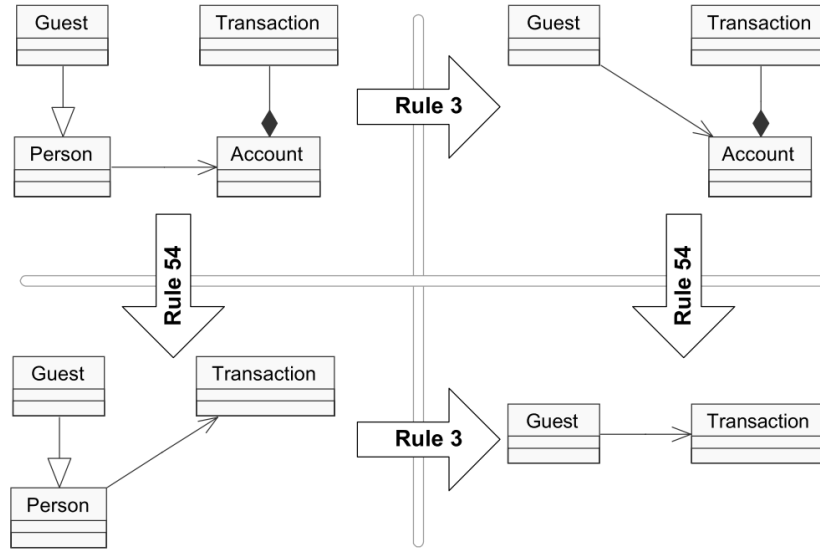 Guest
Transaction
Person
Account
Rule 3
Guest
Transaction
Account
Rule 54
Rule 54
Guest
Transaction
Person
Rule 3
Guest
Transaction